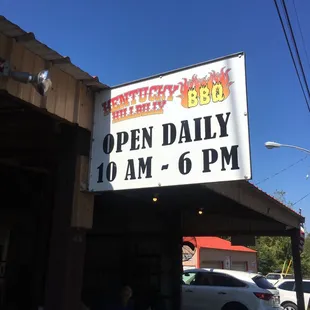 KENTUCKY
HILLBILLY
BBQ
OPEN DAILY
10 AM - 6 PM